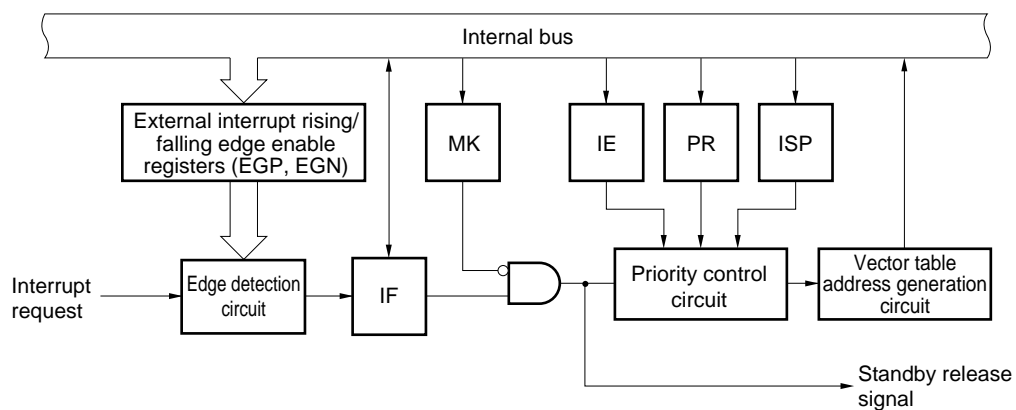 Internal bus
External interrupt rising/
falling edge enable
registers (EGP, EGN)
MK
IE
PR
ISP
Interrupt
request
Edge detection
circuit
IF
Priority control
circuit
Vector table
address generation
circuit
Standby release
signal